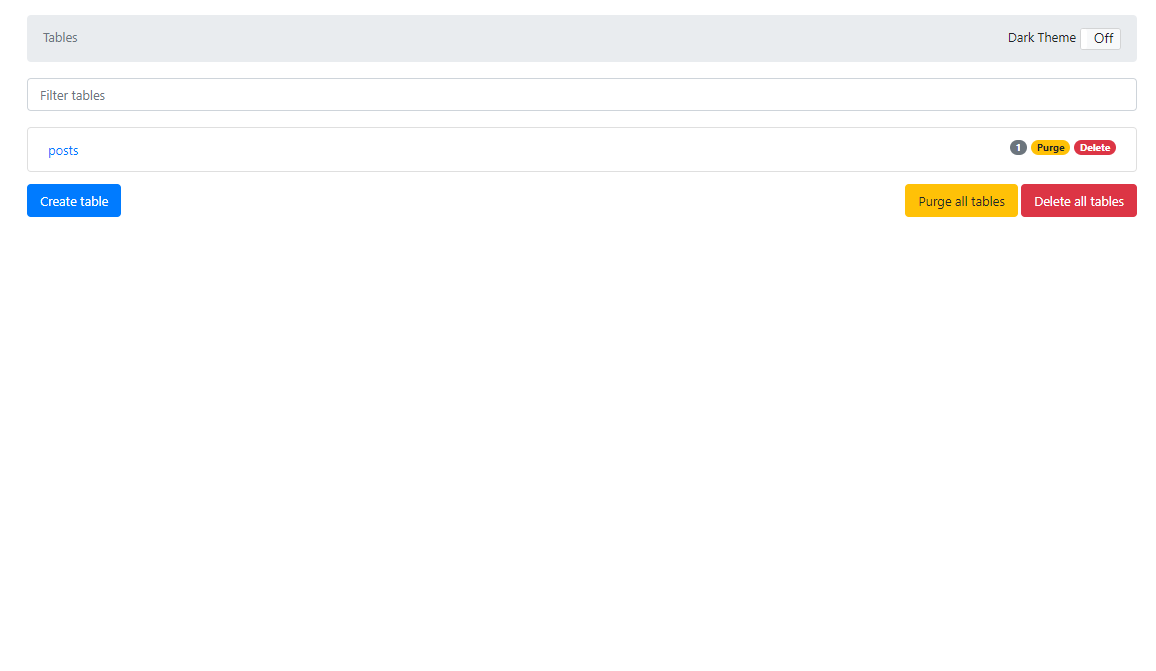 Tables Dark Theme Off
Filter tables
posts 1 Purge Delete
Create table Purge all tables Delete all tables